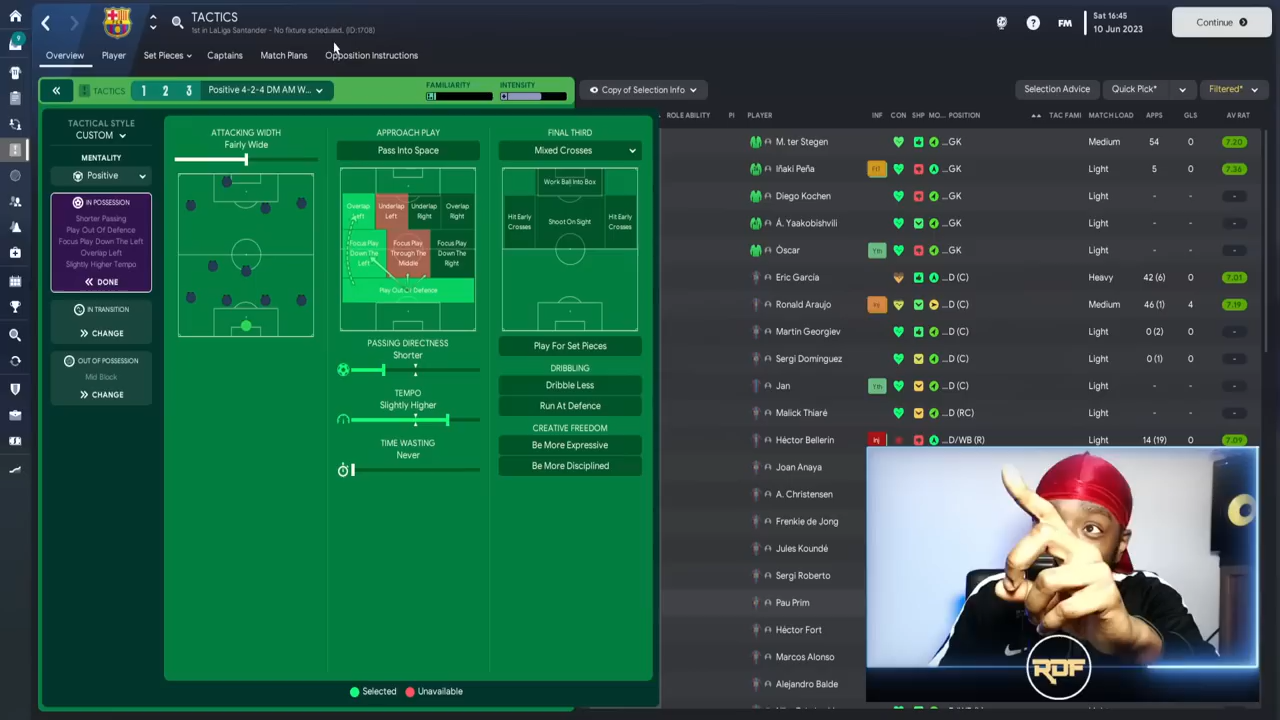 TACTICS
1st in LaLiga Santander - No fixture scheduled. (ID:1708)
9
FM
Sat 16:45
10 Jun 2023
Continue
Overview
Player
Set Pieces
Captains
Match Plans
Opposition Instructions
TACTICS
1 2 3
Positive 4-2-4 DM AM W...
FAMILIARITY
INTENSITY
Copy of Selection Info
Selection Advice
Quick Pick*
Filtered*
TACTICAL STYLE
CUSTOM
MENTALITY
Positive
IN POSSESSION
Shorter Passing
Play Out Of Defence
Focus Play Down The Left
Overlap Left
Slightly Higher Tempo
DONE
IN TRANSITION
CHANGE
OUT OF POSSESSION
Mid Block
CHANGE
ATTACKING WIDTH
Fairly Wide
APPROACH PLAY
Pass Into Space
Overlap Left
Underlap Left
Underlap Right
Overlap Right
Focus Play Down The Left
Focus Play Through The Middle
Focus Play Down The Right
Play Out Of Defence
PASSING DIRECTNESS
Shorter
TEMPO
Slightly Higher
TIME WASTING
Never
FINAL THIRD
Mixed Crosses
Work Ball Into Box
Hit Early Crosses
Shoot On Sight
Hit Early Crosses
Play For Set Pieces
DRIBBLING
Dribble Less
Run At Defence
CREATIVE FREEDOM
Be More Expressive
Be More Disciplined
Selected
Unavailable
ROLE ABILITY PI PLAYER INF CON SHP MO... POSITION TAC FAMI MATCH LOAD APPS GLS AV RAT
M. ter Stegen ...GK Medium 54 0 7.20
Iñaki Peña ...GK Light 5 0 7.36
Diego Kochen ...GK Light - - -
Á. Yaakobishvili ...GK Light - - -
Óscar Yth ...GK Light - - -
Eric García ...D (C) Heavy 42 (6) 0 7.01
Ronald Araujo Inj ...D (C) Medium 46 (1) 4 7.19
Martin Georgiev ...D (C) Light 0 (2) 0 -
Sergi Domínguez ...D (C) Light 0 (1) 0 -
Jan Yth ...D (C) Light - - -
Malick Thiaré ...D (RC) Light - - -
Héctor Bellerín Inj ...D/WB (R) Light 14 (19) 0 7.09
Joan Anaya
A. Christensen
Frenkie de Jong
Jules Koundé
Sergi Roberto
Pau Prim
Héctor Fort
Marcos Alonso
Alejandro Balde
RDF